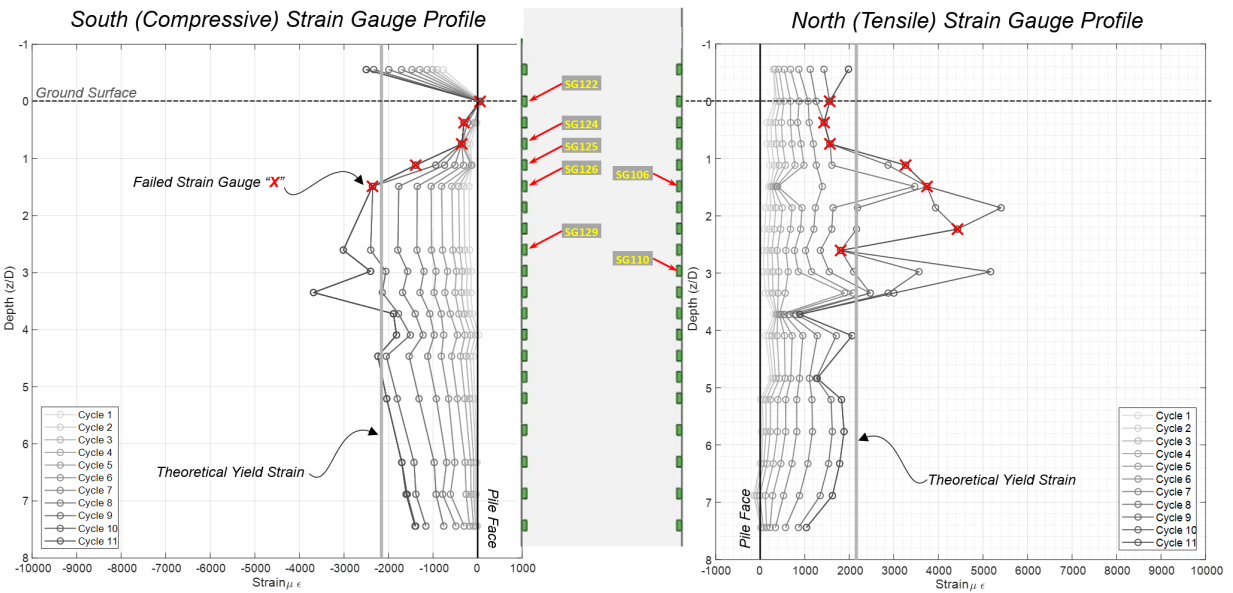 South (Compressive) Strain Gauge Profile
-1
0
1
2
3
4
5
6
7
8
Depth (z/D)
Ground Surface
Failed Strain Gauge "X"
Theoretical Yield Strain
Pile Face
Cycle 1
Cycle 2
Cycle 3
Cycle 4
Cycle 5
Cycle 6
Cycle 7
Cycle 8
Cycle 9
Cycle 10
Cycle 11
-10000 -9000 -8000 -7000 -6000 -5000 -4000 -3000 -2000 -1000 0 1000
Strain μ ϵ
SG122
SG124
SG125
SG126
SG129
SG106
SG110
North (Tensile) Strain Gauge Profile
-1
0
1
2
3
4
5
6
7
8
Depth (z/D)
Theoretical Yield Strain
Pile Face
Cycle 1
Cycle 2
Cycle 3
Cycle 4
Cycle 5
Cycle 6
Cycle 7
Cycle 8
Cycle 9
Cycle 10
Cycle 11
-1000 0 1000 2000 3000 4000 5000 6000 7000 8000 9000 10000
Strain μ ϵ